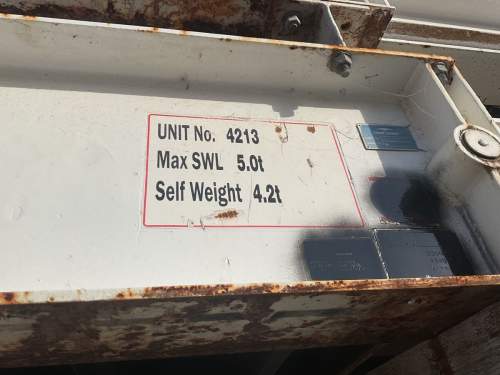 UNIT No. 4213
Max SWL 5.0t
Self Weight 4.2t